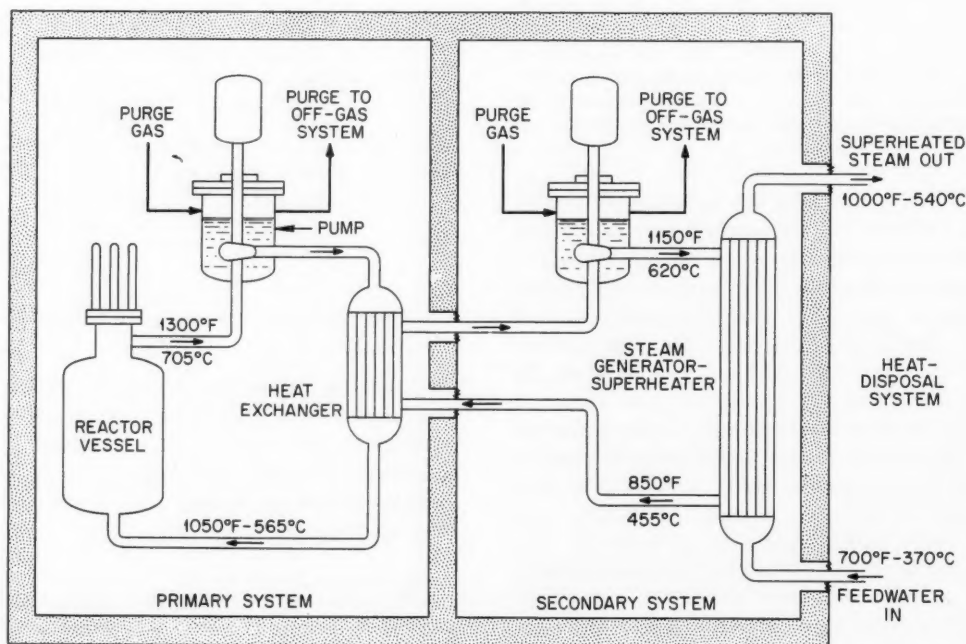 PURGE
GAS
PURGE TO
OFF-GAS
SYSTEM
PUMP
1300°F
705°C
REACTOR
VESSEL
HEAT
EXCHANGER
1050°F-565°C
PRIMARY SYSTEM
PURGE
GAS
PURGE TO
OFF-GAS
SYSTEM
1150°F
620°C
STEAM
GENERATOR-
SUPERHEATER
850°F
455°C
SECONDARY SYSTEM
SUPERHEATED
STEAM OUT
1000°F-540°C
HEAT-
DISPOSAL
SYSTEM
700°F-370°C
FEEDWATER
IN